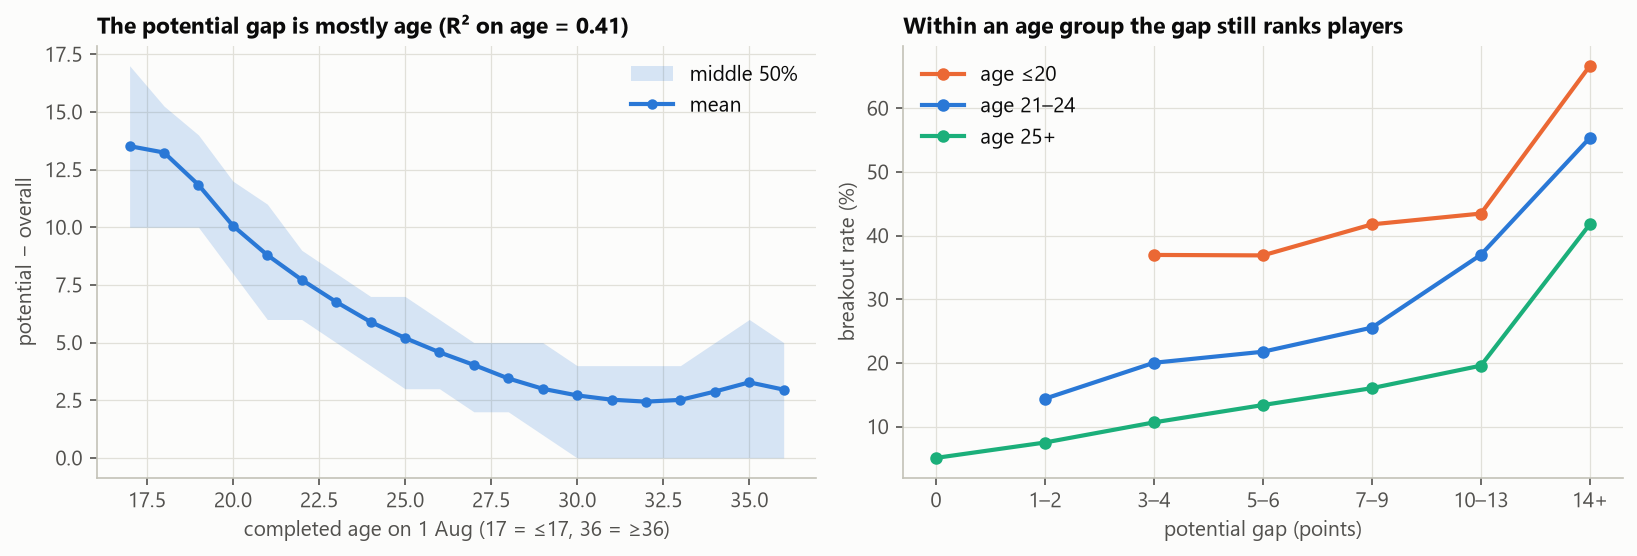 The potential gap is mostly age (R² on age = 0.41)
17.5
15.0
12.5
10.0
7.5
5.0
2.5
0.0
potential − overall
middle 50%
mean
17.5 20.0 22.5 25.0 27.5 30.0 32.5 35.0
completed age on 1 Aug (17 = ≤17, 36 = ≥36)
Within an age group the gap still ranks players
60
50
40
30
20
10
breakout rate (%)
age ≤20
age 21–24
age 25+
0 1–2 3–4 5–6 7–9 10–13 14+
potential gap (points)